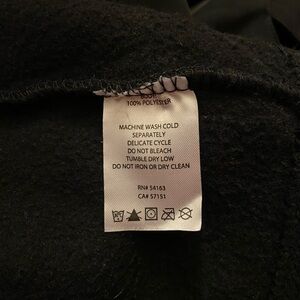 100% POLYESTER
MACHINE WASH COLD
SEPARATELY
DELICATE CYCLE
DO NOT BLEACH
TUMBLE DRY LOW
DO NOT IRON OR DRY CLEAN
RN# 54163
CA# 57151